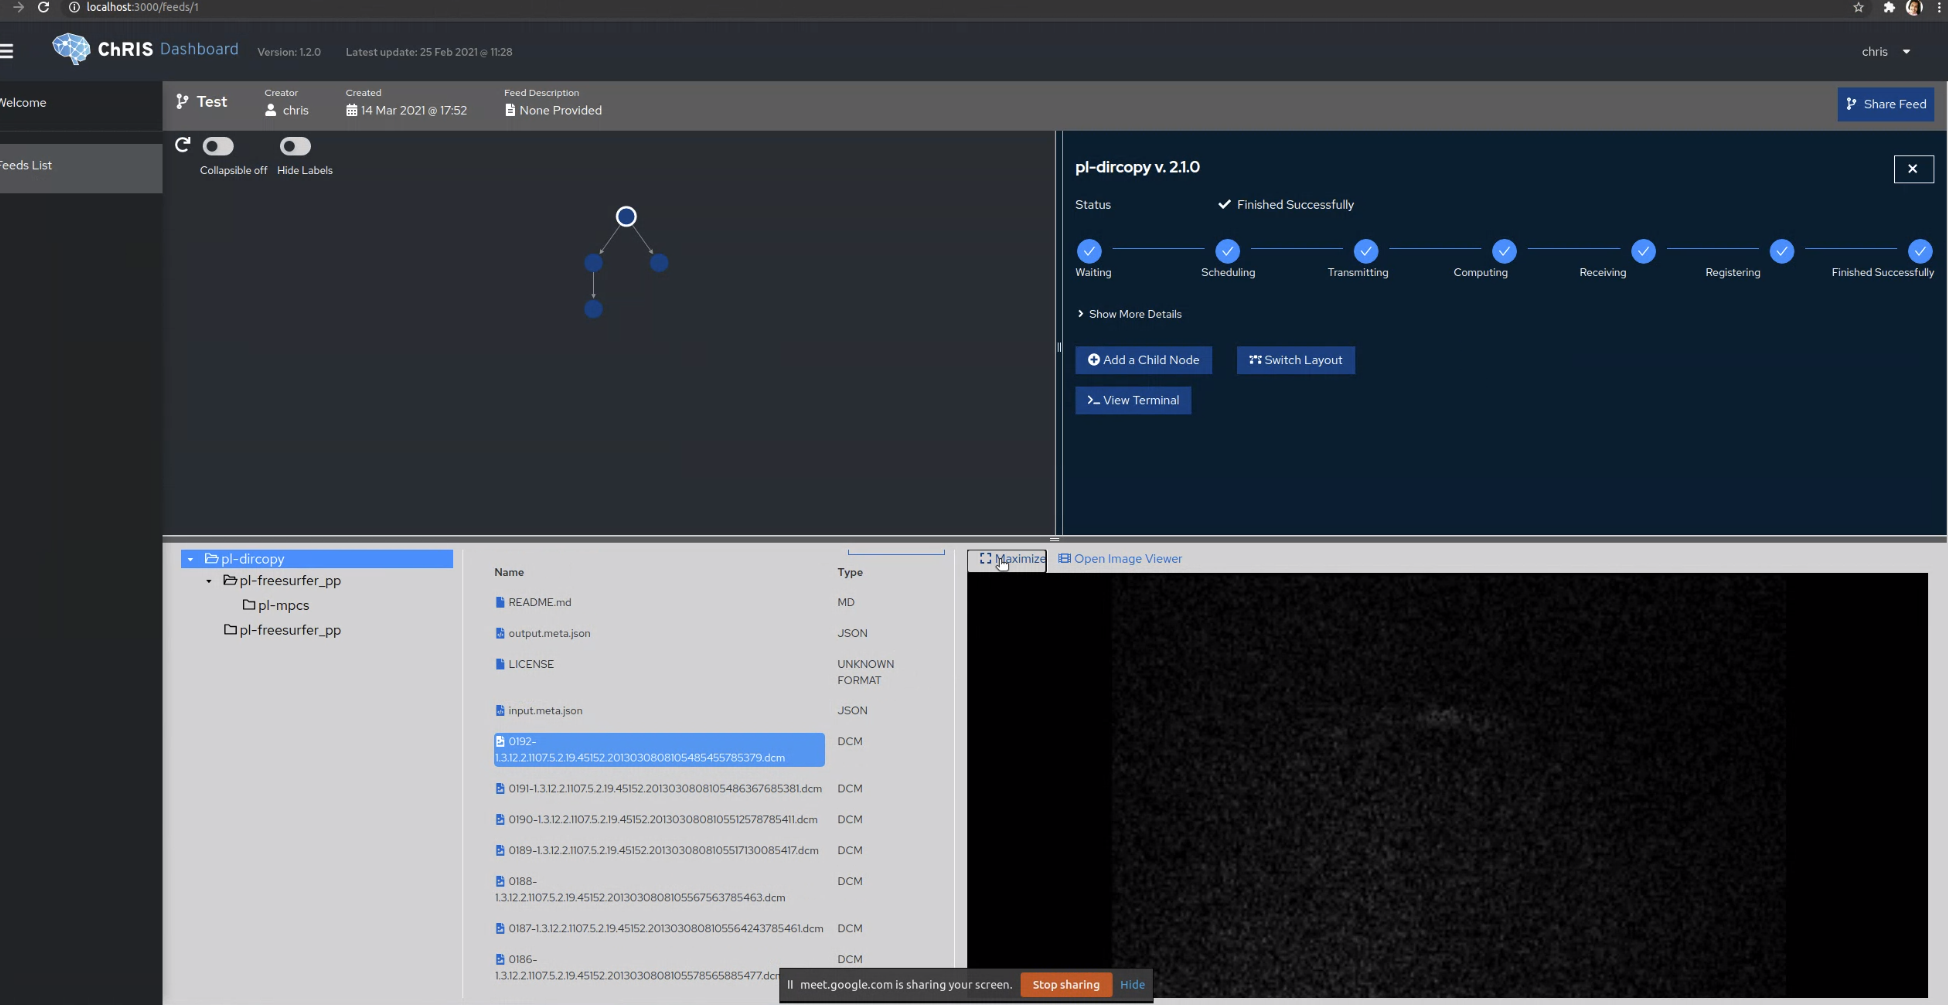 localhost:3000/feeds/1
ChRIS Dashboard
Version: 1.2.0
Latest update: 25 Feb 2021 @ 11:28
chris
Welcome
Feeds List
Test
Creator
chris
Created
14 Mar 2021 @ 17:52
Feed Description
None Provided
Share Feed
Collapsible off
Hide Labels
pl-dircopy v. 2.1.0
Status
Finished Successfully
Waiting
Scheduling
Transmitting
Computing
Receiving
Registering
Finished Successfully
Show More Details
Add a Child Node
Switch Layout
View Terminal
pl-dircopy
pl-freesurfer_pp
pl-mpcs
pl-freesurfer_pp
Name
Type
README.md
MD
output.meta.json
JSON
LICENSE
UNKNOWN
FORMAT
input.meta.json
JSON
0192-
1.3.12.2.1107.5.2.19.45152.2013030808105485455785379.dcm
DCM
0191-1.3.12.2.1107.5.2.19.45152.2013030808105486367685381.dcm
DCM
0190-1.3.12.2.1107.5.2.19.45152.2013030808105512578785411.dcm
DCM
0189-1.3.12.2.1107.5.2.19.45152.2013030808105517130085417.dcm
DCM
0188-
1.3.12.2.1107.5.2.19.45152.2013030808105567563785463.dcm
DCM
0187-1.3.12.2.1107.5.2.19.45152.2013030808105564243785461.dcm
DCM
0186-
1.3.12.2.1107.5.2.19.45152.2013030808105578565885477.dcm
DCM
Maximize
Open Image Viewer
meet.google.com is sharing your screen.
Stop sharing
Hide